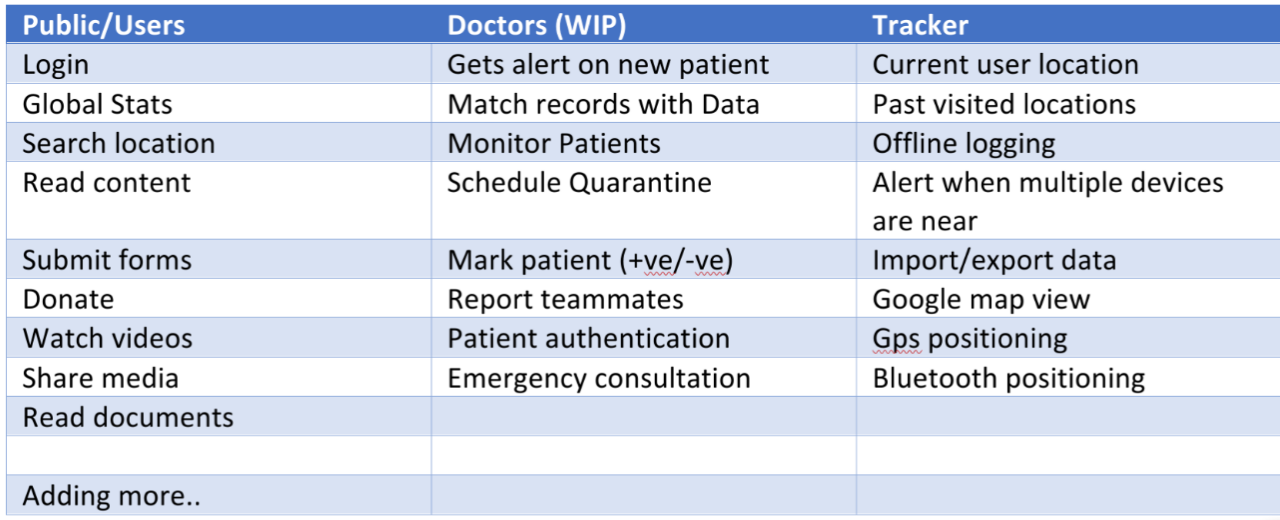 Public/Users Doctors (WIP) Tracker
Login Gets alert on new patient Current user location
Global Stats Match records with Data Past visited locations
Search location Monitor Patients Offline logging
Read content Schedule Quarantine Alert when multiple devices
are near
Submit forms Mark patient (+ve/-ve) Import/export data
Donate Report teammates Google map view
Watch videos Patient authentication Gps positioning
Share media Emergency consultation Bluetooth positioning
Read documents
Adding more..